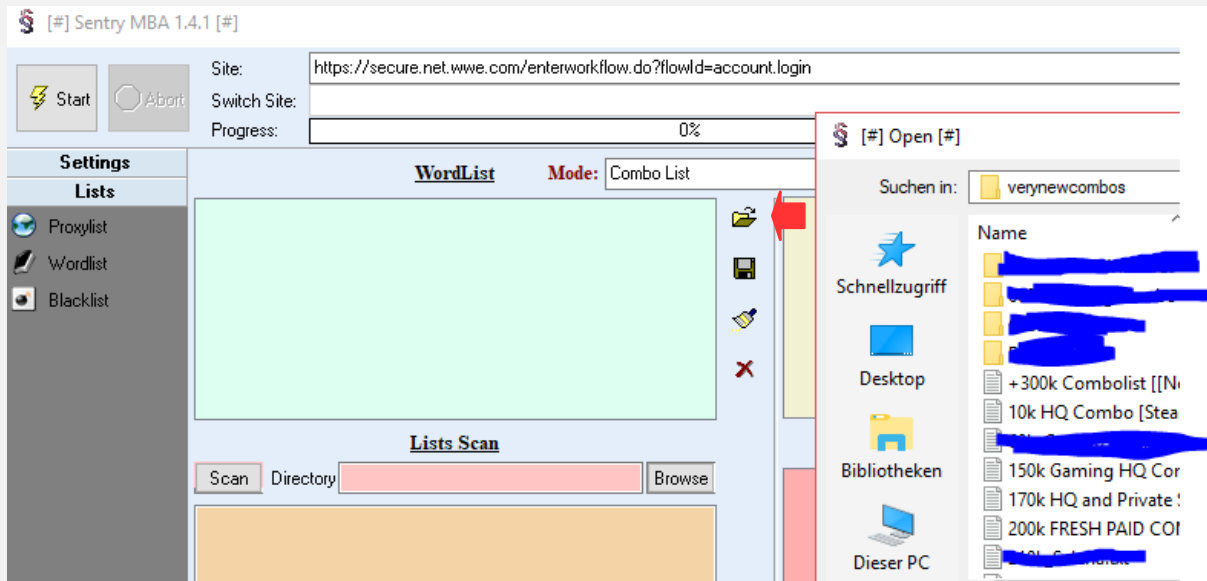 [#] Sentry MBA 1.4.1 [#]
Start
Abort
Site:
https://secure.net.wwe.com/enterworkflow.do?flowId=account.login
Switch Site:
Progress:
0%
Settings
Lists
Proxylist
Wordlist
Blacklist
WordList
Mode: Combo List
Lists Scan
Scan Directory Browse
[#] Open [#]
Suchen in: verynewcombos
Schnellzugriff
Desktop
Bibliotheken
Dieser PC
Name
+300k Combolist [[N
10k HQ Combo [Stea
150k Gaming HQ Cor
170k HQ and Private
200k FRESH PAID CO